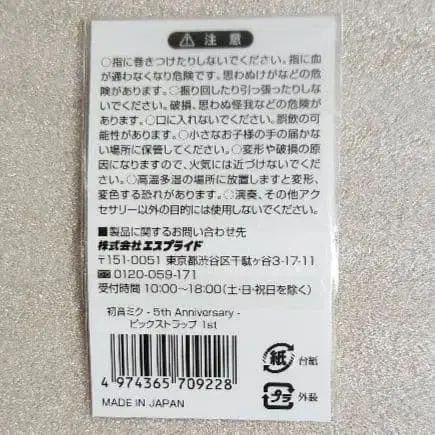 注意
○指に巻きつけたりしないでください。指に血
が通わなくなり危険です。思わぬけがなどの危
険があります。○振り回したり引っ張ったりしな
いでください。破損、思わぬ怪我などの危険が
あります。○口に入れないでください。誤飲の可
能性があります。○小さなお子様の手の届かな
い場所に保管してください。○変形や破損の原
因になりますので、火気には近づけないでくださ
い。○高温多湿の場所に放置しますと変形、
変色する恐れがあります。○演奏、その他アク
セサリー以外の目的には使用しないでください。
■製品に関するお問い合わせ先
株式会社エスプライド
〒151-0051 東京都渋谷区千駄ヶ谷3-17-11
0120-059-171
受付時間 10:00〜18:00(土・日・祝日を除く)
初音ミク - 5th Anniversary -
ピックストラップ 1st
4 974365 709228
MADE IN JAPAN
紙 台紙
プラ 外装